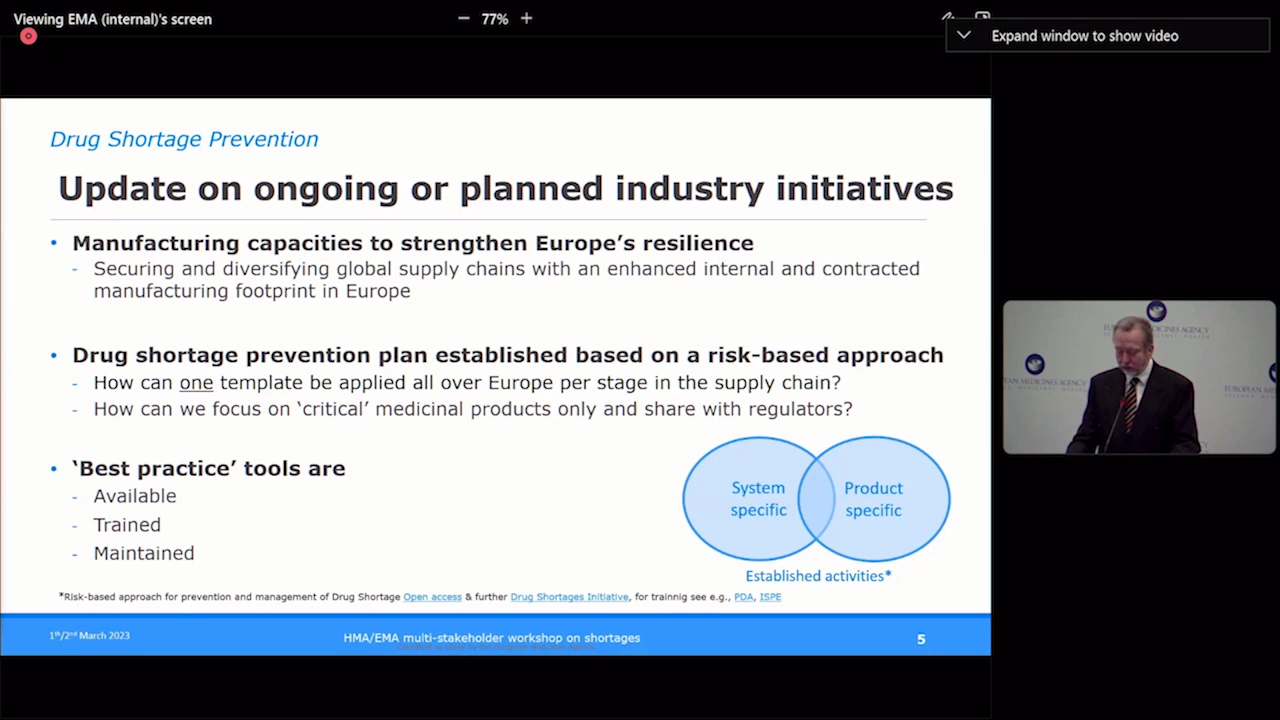 Viewing EMA (internal)'s screen
77%
Expand window to show video
Drug Shortage Prevention
Update on ongoing or planned industry initiatives
• Manufacturing capacities to strengthen Europe's resilience
- Securing and diversifying global supply chains with an enhanced internal and contracted
manufacturing footprint in Europe
• Drug shortage prevention plan established based on a risk-based approach
- How can one template be applied all over Europe per stage in the supply chain?
- How can we focus on 'critical' medicinal products only and share with regulators?
• 'Best practice' tools are
- Available
- Trained
- Maintained
System
specific
Product
specific
Established activities*
*Risk-based approach for prevention and management of Drug Shortage Open access & further Drug Shortages Initiative, for trainnig see e.g., PDA, ISPE
1th/2nd March 2023
HMA/EMA multi-stakeholder workshop on shortages
5
MEDICINES AGENCY
MEDICINES AGENCY
EUROPEAN M